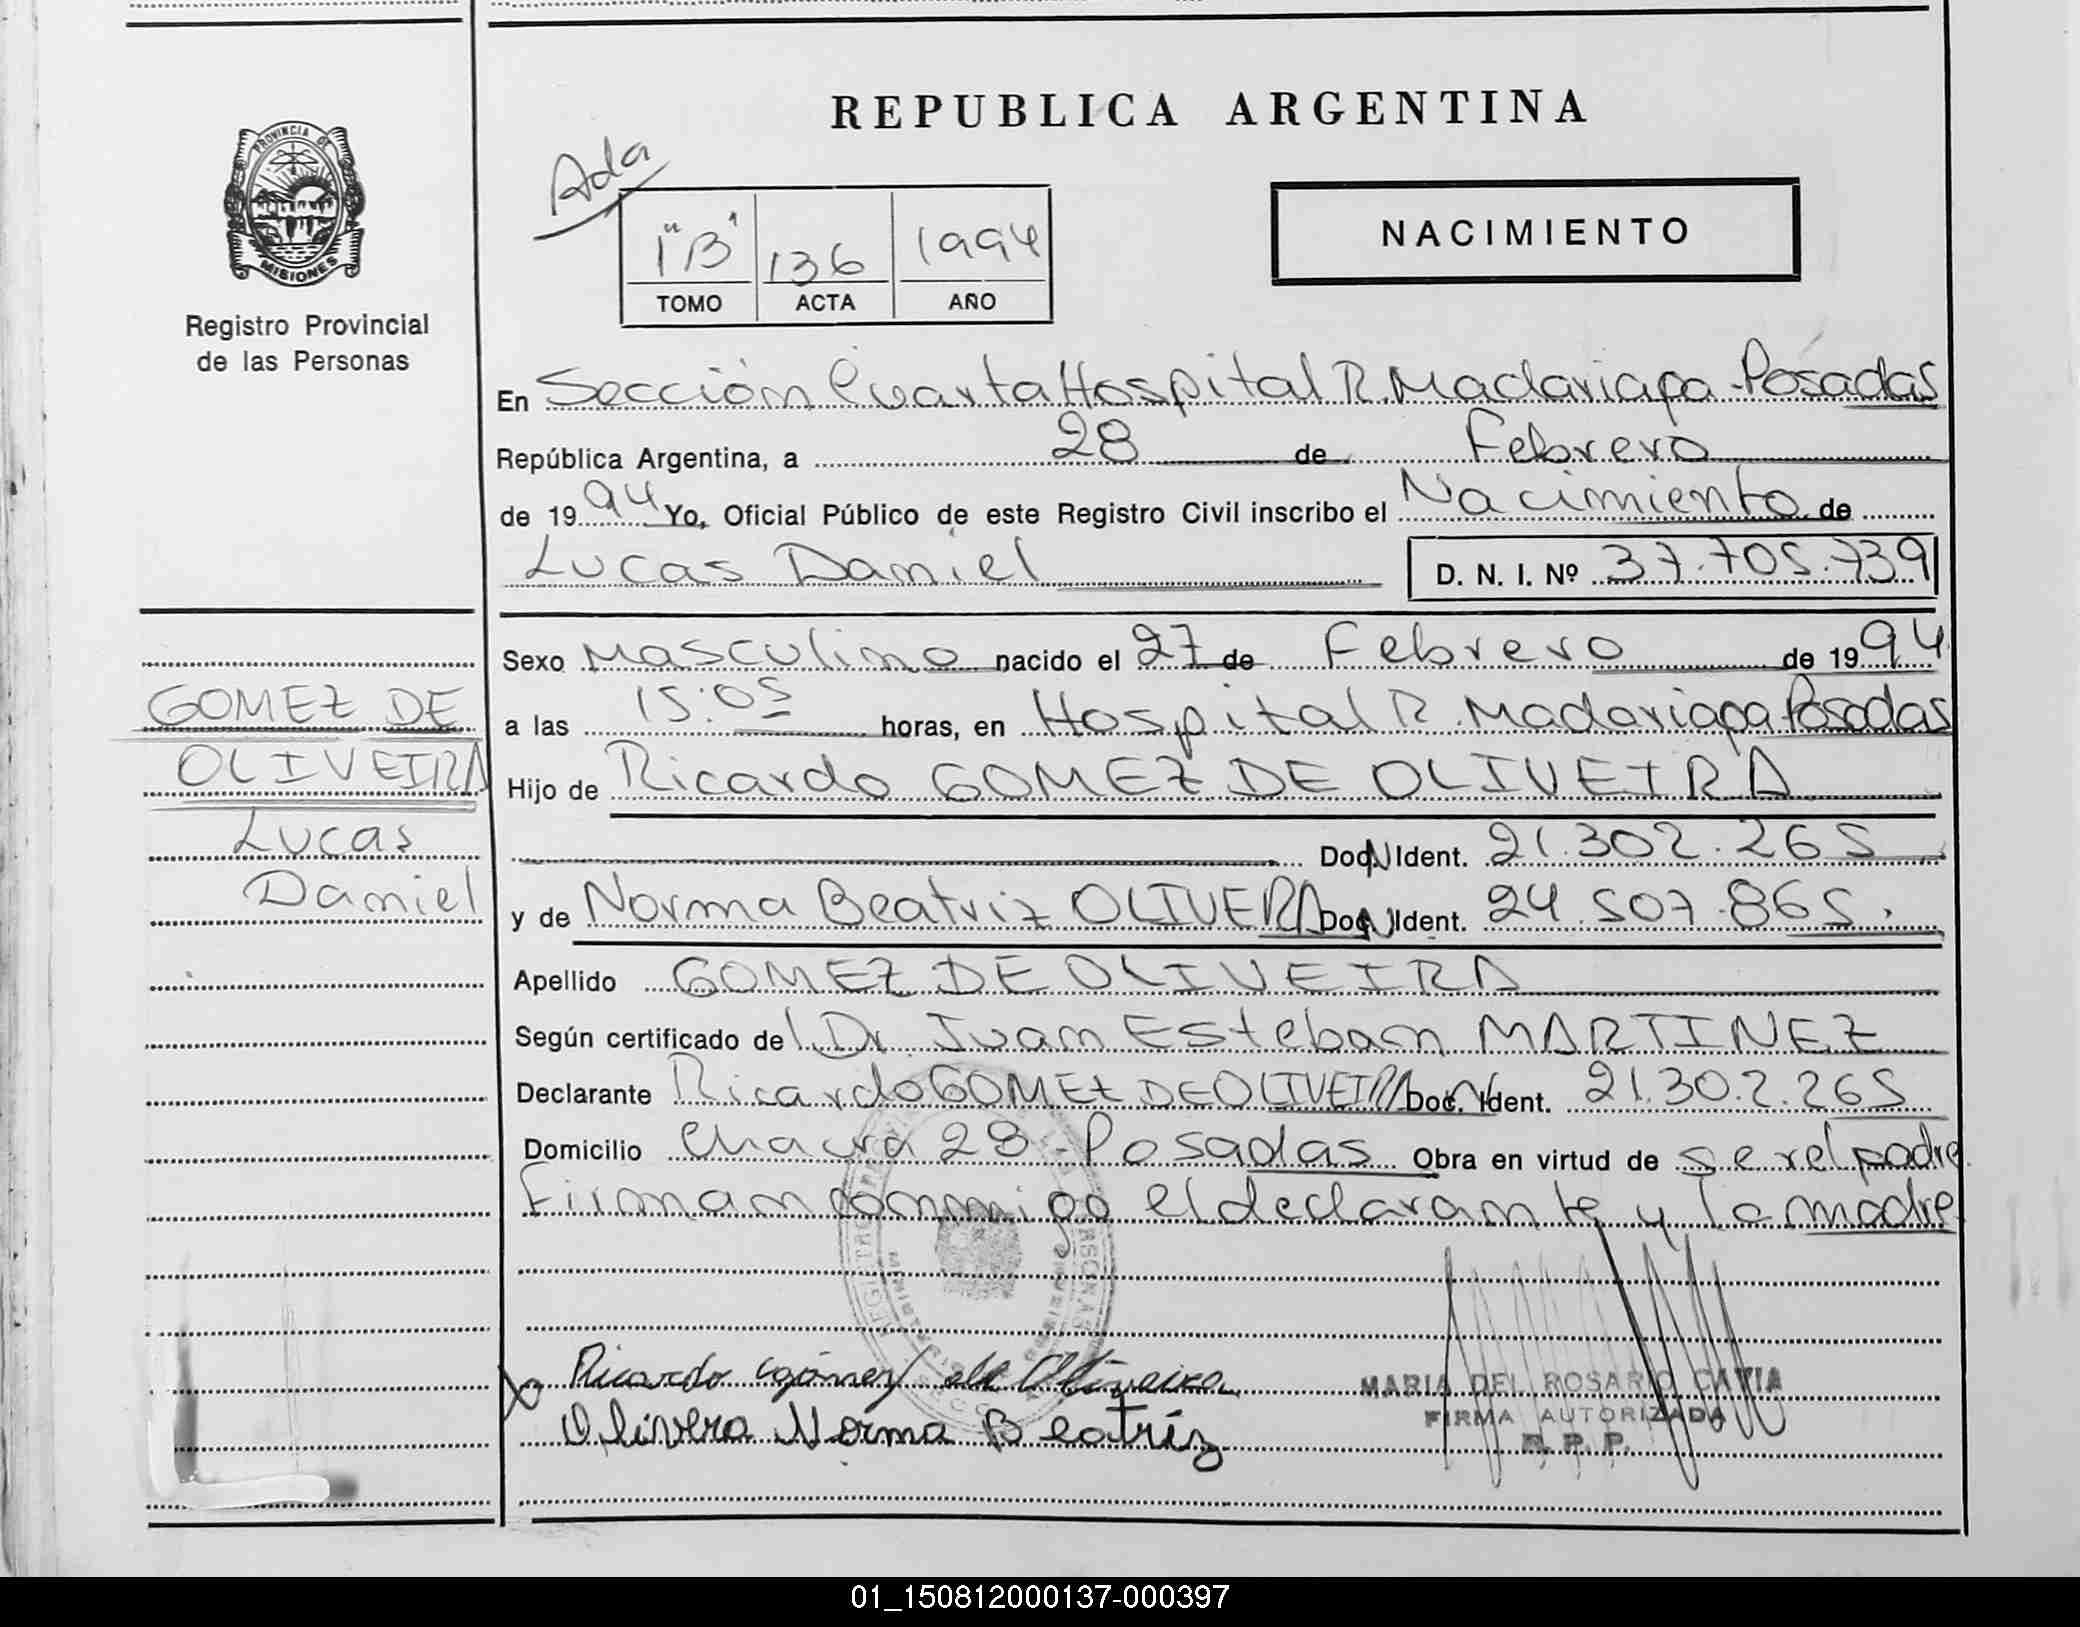 REPUBLICA ARGENTINA
PROVINCIA DE
MISIONES
Registro Provincial
de las Personas
Ada
1 "B" 136 1994
TOMO ACTA AÑO
NACIMIENTO
En Sección Cuarta Hospital R. Madariaga - Posadas
República Argentina, a 28 de Febrero
de 1994 Yo, Oficial Público de este Registro Civil inscribo el Nacimiento de
Lucas Daniel D. N. I. Nº 37.705.739
Sexo Masculino nacido el 27 de Febrero de 1994
a las 15:05 horas, en Hospital R. Madariaga Posadas
Hijo de Ricardo GOMEZ DE OLIVEIRA
Doc. N Ident. 21.302.265
y de Norma Beatriz OLIVERA Doc. N Ident. 24.507.865.
Apellido GOMEZ DE OLIVEIRA
Según certificado del Dr. Juan Esteban MARTINEZ
Declarante Ricardo GOMEZ DE OLIVEIRA Doc. N Ident. 21.302.265
Domicilio Chacra 28 - Posadas Obra en virtud de ser el padre
Firman conmigo el declarante y la madre
GOMEZ DE
OLIVEIRA
Lucas
Daniel
Ricardo Gómez de Oliveira
Olivera Norma Beatríz
MARIA DEL ROSARIO CAVIA
FIRMA AUTORIZADA
R. P. P.
01_150812000137-000397